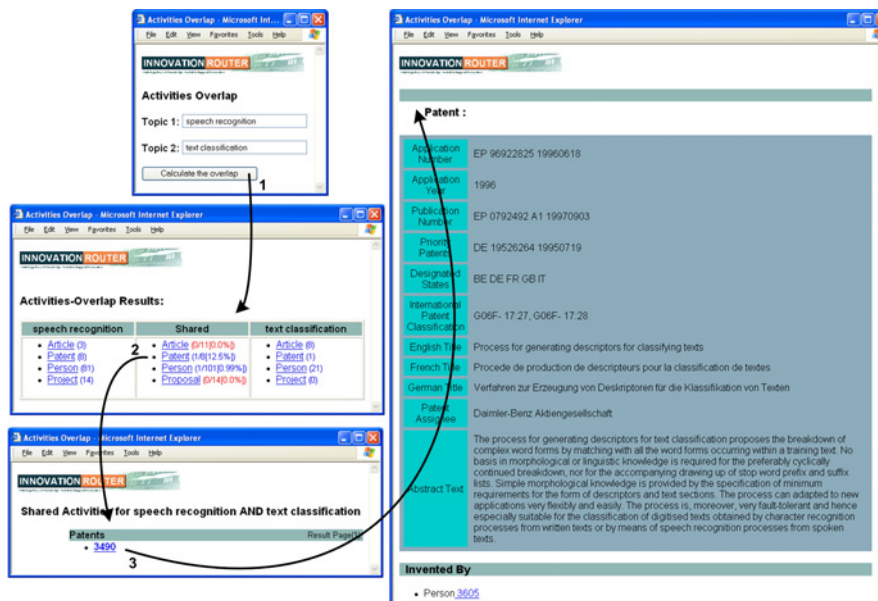 Activities Overlap - Microsoft Int...
File Edit View Favorites Tools Help
INNOVATION ROUTER
Activities Overlap
Topic 1: speech recognition
Topic 2: text classification
Calculate the overlap
1
Activities Overlap - Microsoft Internet Explorer
File Edit View Favorites Tools Help
INNOVATION ROUTER
Activities-Overlap Results:
speech recognition Shared text classification
2
• Article (3) • Article (0/11|0.0%]) • Article (8)
• Patent (8) • Patent (1/8|12.5%]) • Patent (1)
• Person (81) • Person (1/101|0.99%]) • Person (21)
• Project (14) • Proposal (0/14|0.0%]) • Project (0)
Activities Overlap - Microsoft Internet Explorer
File Edit View Favorites Tools Help
INNOVATION ROUTER
Shared Activities for speech recognition AND text classification
Patents Result Page[1]
• 3490
3
Activities Overlap - Microsoft Internet Explorer
File Edit View Favorites Tools Help
INNOVATION ROUTER
Patent :
Application Number EP 96922825 19960618
Application Year 1996
Publication Number EP 0792492 A1 19970903
Priority Patents DE 19526264 19950719
Designated States BE DE FR GB IT
International Patent Classification G06F- 17:27, G06F- 17:28
English Title Process for generating descriptors for classifying texts
French Title Procede de production de descripteurs pour la classification de textes
German Title Verfahren zur Erzeugung von Deskriptoren für die Klassifikation von Texten
Patent Assignee Daimler-Benz Aktiengesellschaft
Abstract Text
The process for generating descriptors for text classification proposes the breakdown of
complex word forms by matching with all the word forms occurring within a training text. No
basis in morphological or linguistic knowledge is required for the preferably cyclically
continued breakdown, nor for the accompanying drawing up of stop word prefix and suffix
lists. Simple morphological knowledge is provided by the specification of minimum
requirements for the form of descriptors and text sections. The process can adapted to new
applications very flexibly and easily. The process is, moreover, very fault-tolerant and hence
especially suitable for the classification of digitised texts obtained by character recognition
processes from written texts or by means of speech recognition processes from spoken
texts.
Invented By
• Person 3605